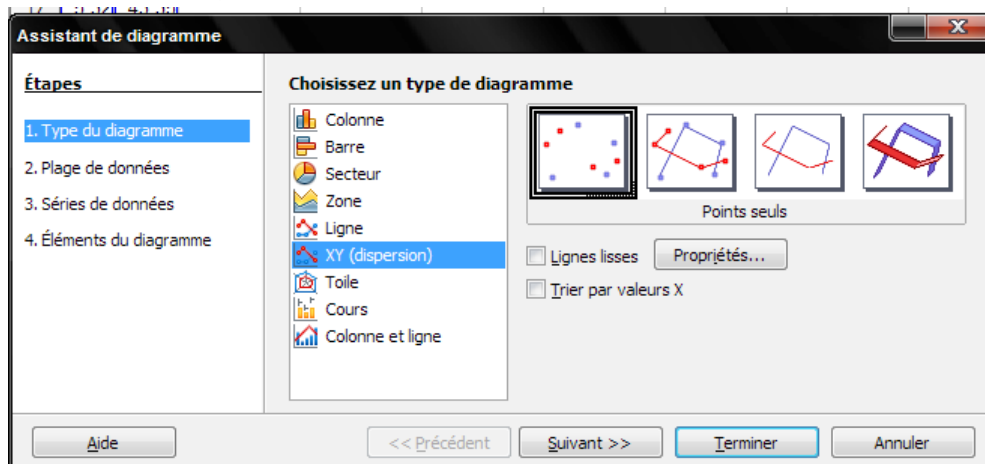 Assistant de diagramme
Étapes
1. Type du diagramme
2. Plage de données
3. Séries de données
4. Éléments du diagramme
Choisissez un type de diagramme
Colonne
Barre
Secteur
Zone
Ligne
XY (dispersion)
Toile
Cours
Colonne et ligne
Points seuls
Lignes lisses
Propriétés...
Trier par valeurs X
Aide
<< Précédent
Suivant >>
Terminer
Annuler